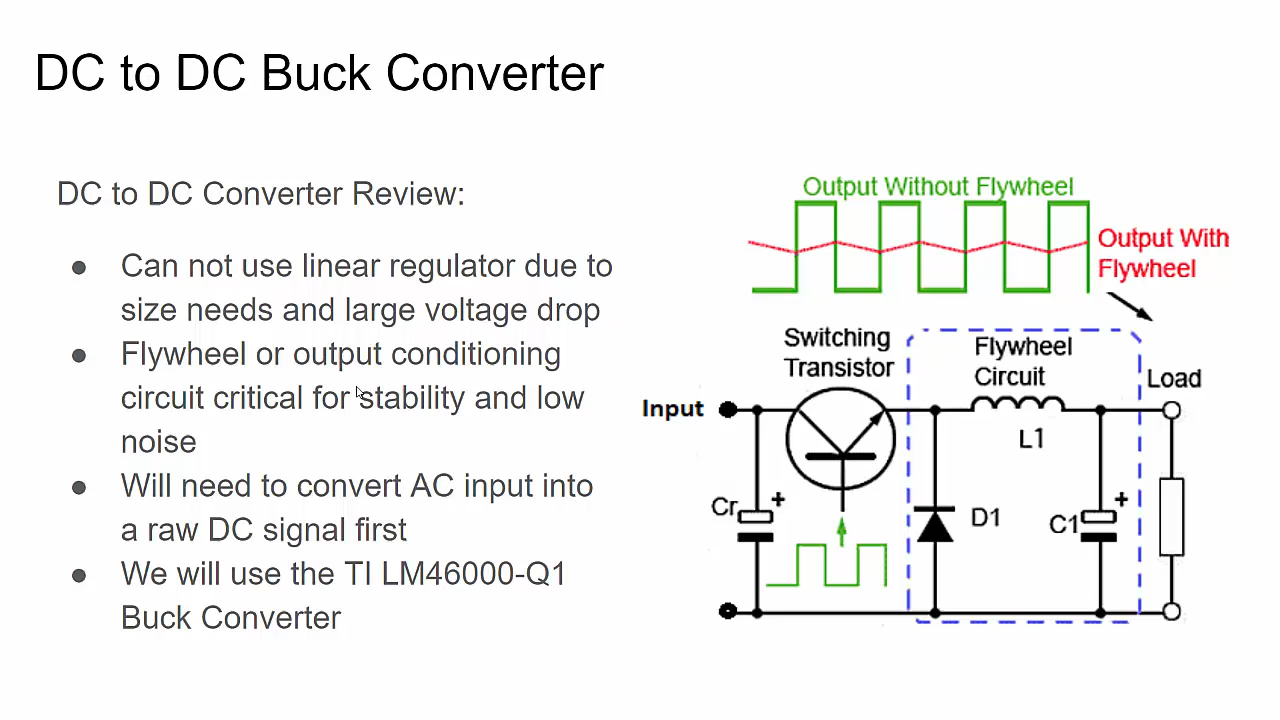 DC to DC Buck Converter
DC to DC Converter Review:
● Can not use linear regulator due to
size needs and large voltage drop
● Flywheel or output conditioning
circuit critical for stability and low
noise
● Will need to convert AC input into
a raw DC signal first
● We will use the TI LM46000-Q1
Buck Converter
Output Without Flywheel
Output With
Flywheel
Switching
Transistor
Flywheel
Circuit
Load
Input
L1
Cr
+
D1
C1
+